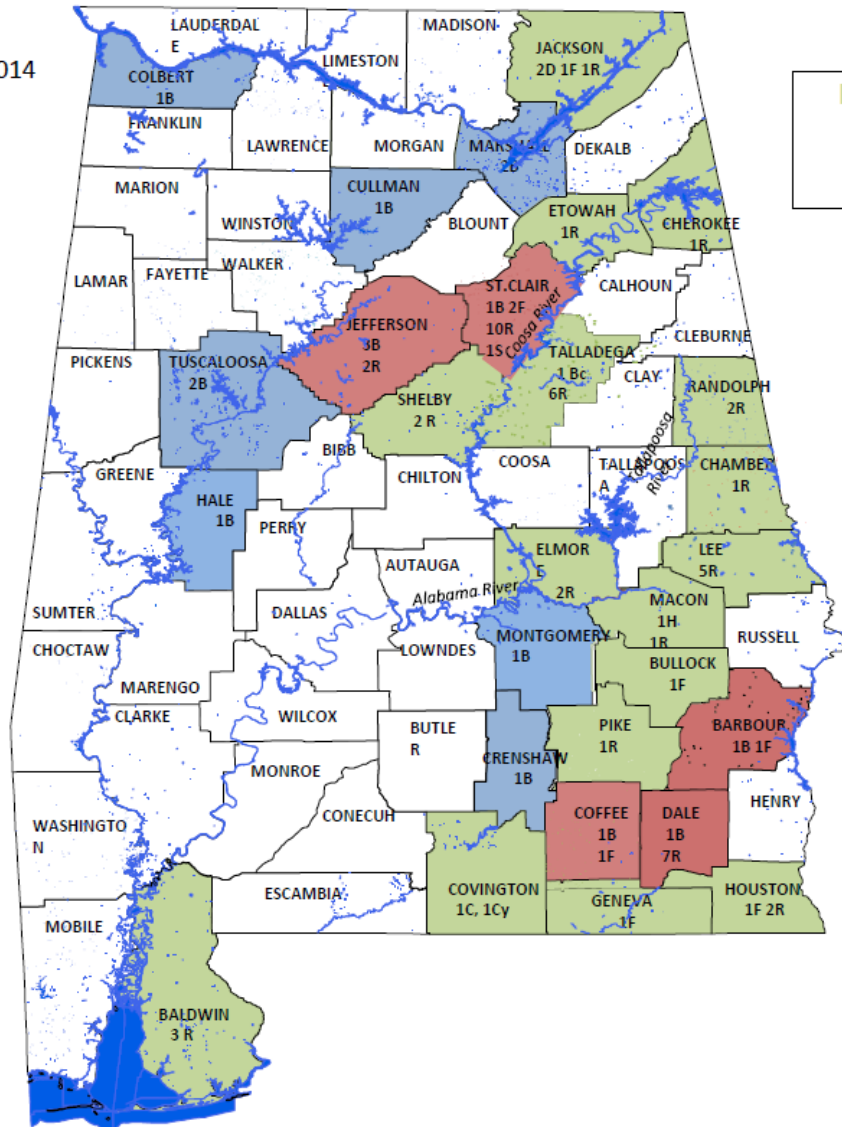 014
LAUDERDAL
E
MADISON
JACKSON
2D 1F 1R
LIMESTON
COLBERT
1B
FRANKLIN
LAWRENCE
MORGAN
MARSHALL
2B
DEKALB
MARION
CULLMAN
1B
WINSTON
BLOUNT
ETOWAH
1R
CHEROKEE
1R
LAMAR
FAYETTE
WALKER
ST.CLAIR
1B 2F
10R
1S
Coosa River
CALHOUN
JEFFERSON
3B
2R
CLEBURNE
PICKENS
TUSCALOOSA
2B
TALLADEGA
1 Bc
6R
CLAY
RANDOLPH
2R
SHELBY
2 R
BIBB
GREENE
CHILTON
COOSA
TALLAPOOS
A
Tallapoosa
River
CHAMBE
1R
HALE
1B
PERRY
AUTAUGA
ELMOR
E
2R
LEE
5R
Alabama River
SUMTER
DALLAS
MACON
1H
1R
CHOCTAW
LOWNDES
MONTGOMERY
1B
RUSSELL
BULLOCK
1F
MARENGO
CLARKE
WILCOX
BUTLE
R
PIKE
1R
BARBOUR
1B 1F
CRENSHAW
1B
MONROE
CONECUH
COFFEE
1B
1F
DALE
1B
7R
HENRY
WASHINGTO
N
ESCAMBIA
COVINGTON
1C, 1Cy
GENEVA
1F
HOUSTON
1F 2R
MOBILE
BALDWIN
3 R